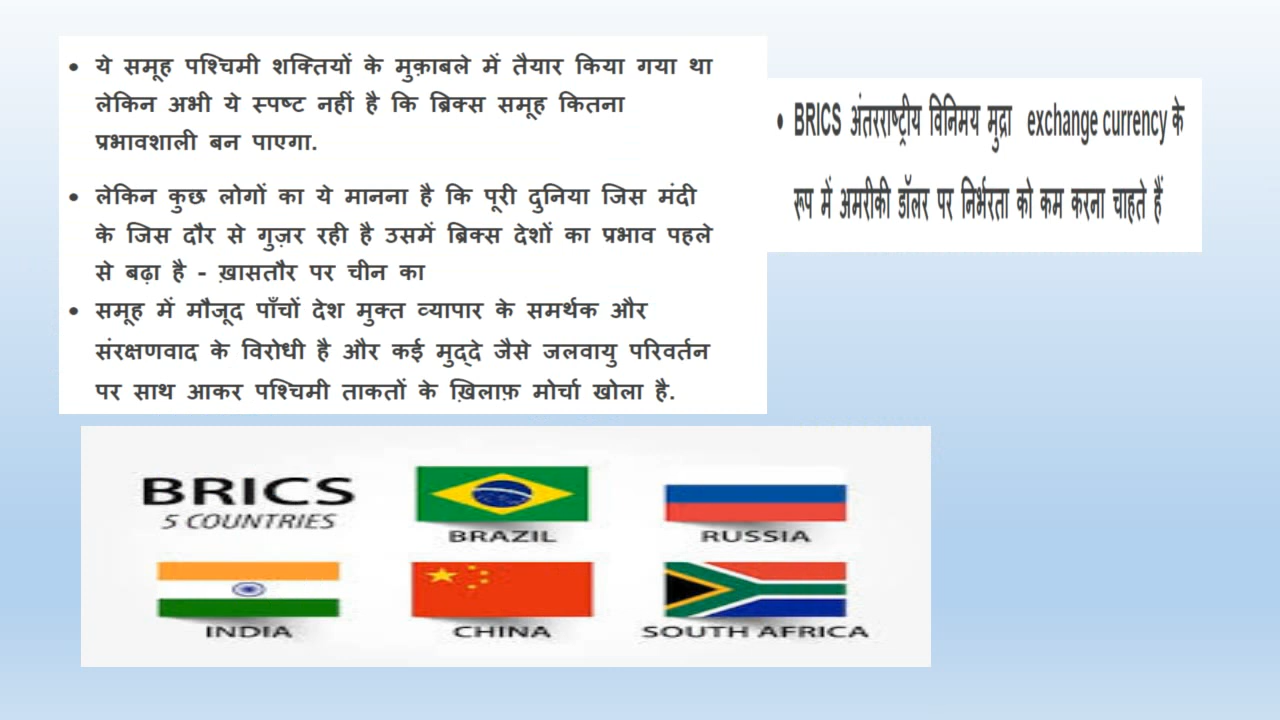 • ये समूह पश्चिमी शक्तियों के मुक़ाबले में तैयार किया गया था
लेकिन अभी ये स्पष्ट नहीं है कि ब्रिक्स समूह कितना
प्रभावशाली बन पाएगा.
• लेकिन कुछ लोगों का ये मानना है कि पूरी दुनिया जिस मंदी
के जिस दौर से गुज़र रही है उसमें ब्रिक्स देशों का प्रभाव पहले
से बढ़ा है - ख़ासतौर पर चीन का
• समूह में मौजूद पाँचों देश मुक्त व्यापार के समर्थक और
संरक्षणवाद के विरोधी है और कई मुद्दे जैसे जलवायु परिवर्तन
पर साथ आकर पश्चिमी ताकतों के ख़िलाफ़ मोर्चा खोला है.
• BRICS अंतरराष्ट्रीय विनिमय मुद्रा exchange currency के
रूप में अमरीकी डॉलर पर निर्भरता को कम करना चाहते हैं
BRICS
5 COUNTRIES
BRAZIL
RUSSIA
INDIA
CHINA
SOUTH AFRICA